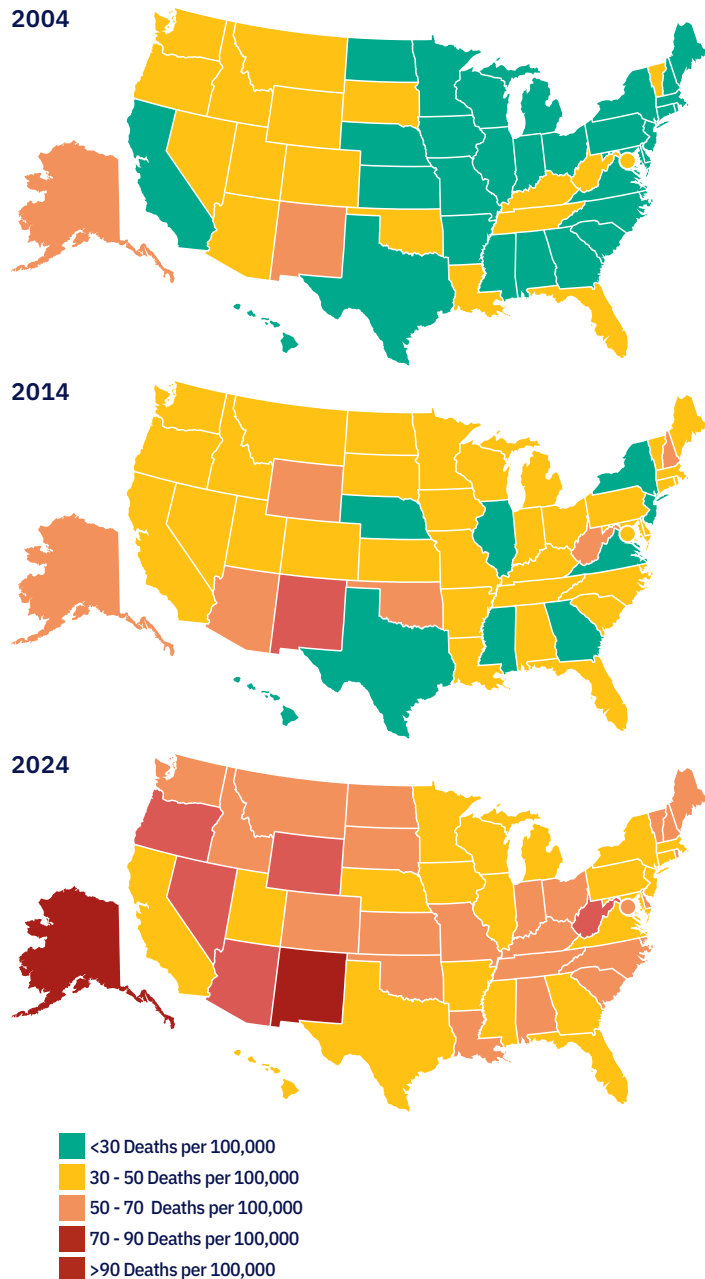 2004
2014
2024
<30 Deaths per 100,000
30 - 50 Deaths per 100,000
50 - 70 Deaths per 100,000
70 - 90 Deaths per 100,000
>90 Deaths per 100,000